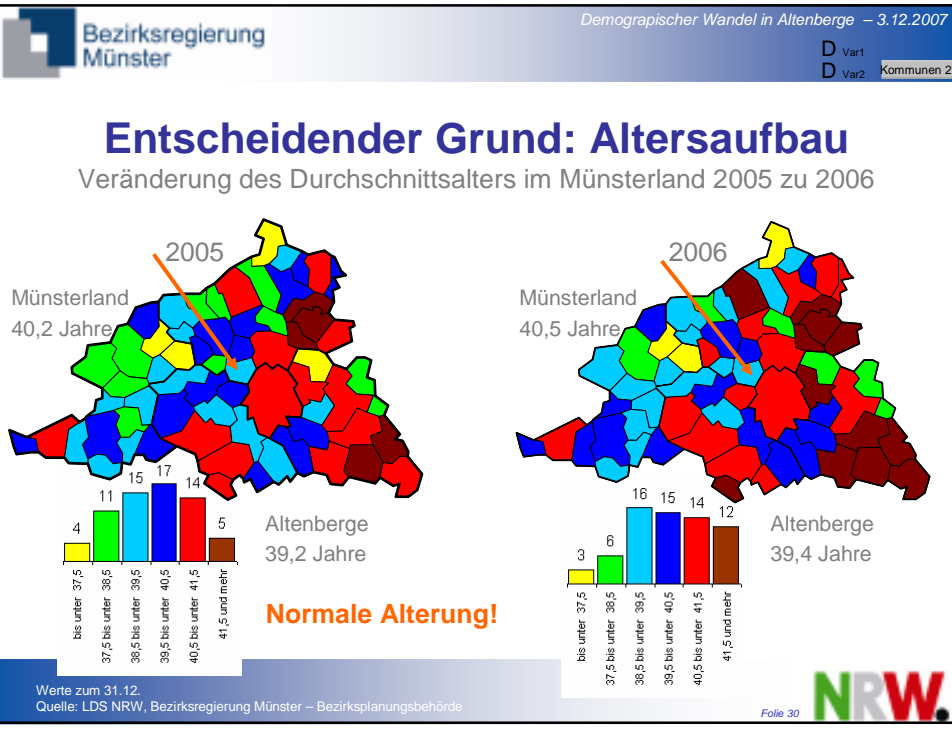 Bezirksregierung
Münster
Demograpischer Wandel in Altenberge – 3.12.2007
D Var1
D Var2
Kommunen 2
Entscheidender Grund: Altersaufbau
Veränderung des Durchschnittsalters im Münsterland 2005 zu 2006
2005
Münsterland
40,2 Jahre
4
11
15
17
14
5
bis unter 37,5
37,5 bis unter 38,5
38,5 bis unter 39,5
39,5 bis unter 40,5
40,5 bis unter 41,5
41,5 und mehr
Altenberge
39,2 Jahre
2006
Münsterland
40,5 Jahre
3
6
16
15
14
12
bis unter 37,5
37,5 bis unter 38,5
38,5 bis unter 39,5
39,5 bis unter 40,5
40,5 bis unter 41,5
41,5 und mehr
Altenberge
39,4 Jahre
Normale Alterung!
Werte zum 31.12.
Quelle: LDS NRW, Bezirksregierung Münster – Bezirksplanungsbehörde
Folie 30
NRW.